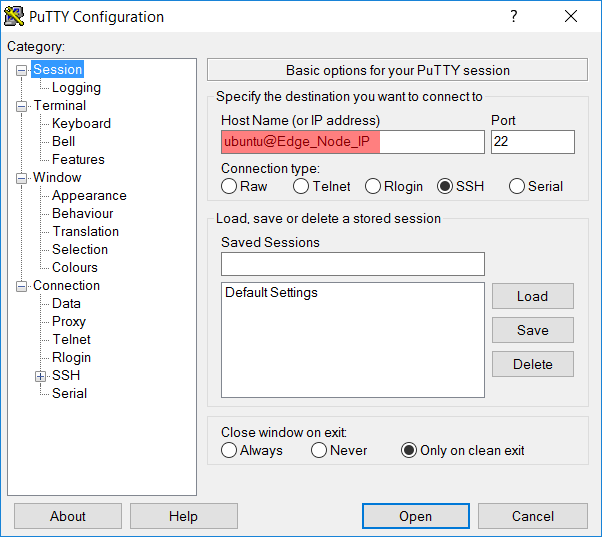 PuTTY Configuration
?
Category:
Session
Logging
Terminal
Keyboard
Bell
Features
Window
Appearance
Behaviour
Translation
Selection
Colours
Connection
Data
Proxy
Telnet
Rlogin
SSH
Serial
Basic options for your PuTTY session
Specify the destination you want to connect to
Host Name (or IP address) Port
ubuntu@Edge_Node_IP 22
Connection type:
Raw Telnet Rlogin SSH Serial
Load, save or delete a stored session
Saved Sessions
Default Settings
Load
Save
Delete
Close window on exit:
Always Never Only on clean exit
About Help Open Cancel